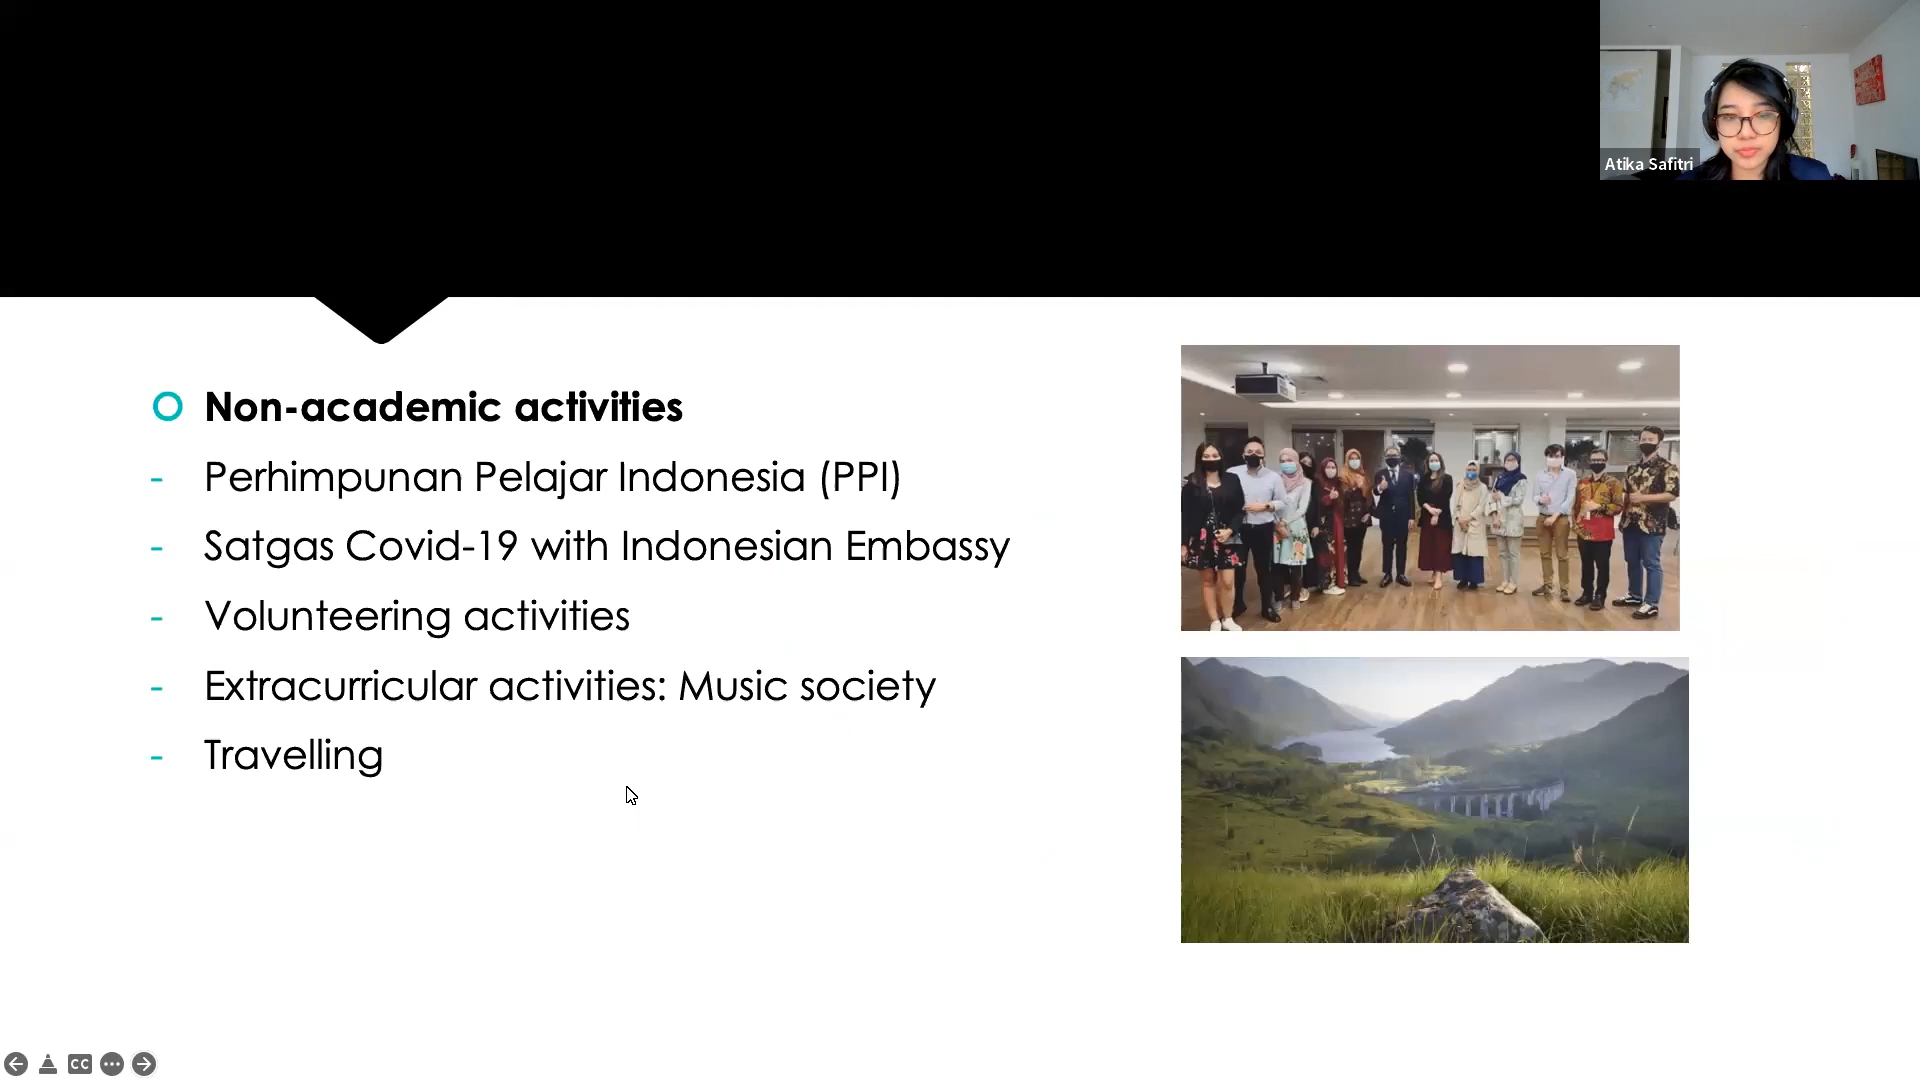 Atika Safitri
Non-academic activities
- Perhimpunan Pelajar Indonesia (PPI)
- Satgas Covid-19 with Indonesian Embassy
- Volunteering activities
- Extracurricular activities: Music society
- Travelling
CC